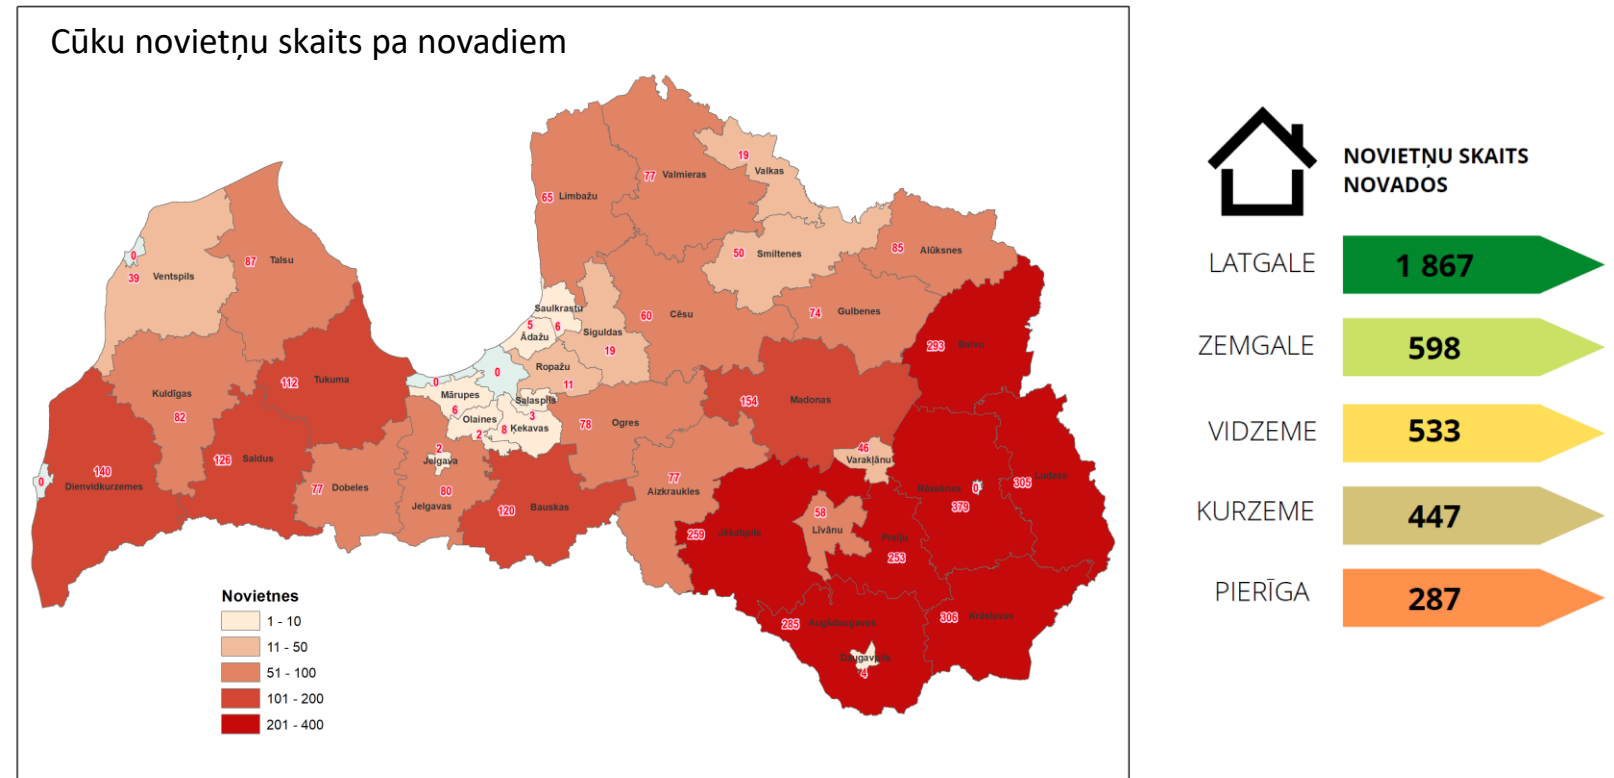 Cūku novietņu skaits pa novadiem
19
Valkas
77
Valmieras
65
Limbažu
50
Smiltenes
85
Alūksnes
0
39
Ventspils
87
Talsu
Saulkrastu
5
6
Ādažu
Siguldas
19
60
Cēsu
74
Gulbenes
293
Balvu
Ropažu
11
0
0
112
Tukuma
Mārupes
6
Salaspils
3
Olaines
2
8
Ķekavas
Kuldīgas
82
78
Ogres
154
Madonas
46
Varakļānu
2
Jelgava
126
Saldus
140
Dienvidkurzemes
0
77
Dobeles
80
Jelgavas
120
Bauskas
77
Aizkraukles
Rēzeknes
0
379
305
Ludzas
58
Līvānu
259
Jēkabpils
Preiļu
253
285
Augšdaugavas
306
Krāslavas
Daugavpils
4
Novietnes
1 - 10
11 - 50
51 - 100
101 - 200
201 - 400
NOVIETŅU SKAITS
NOVADOS
LATGALE 1 867
ZEMGALE 598
VIDZEME 533
KURZEME 447
PIERĪGA 287